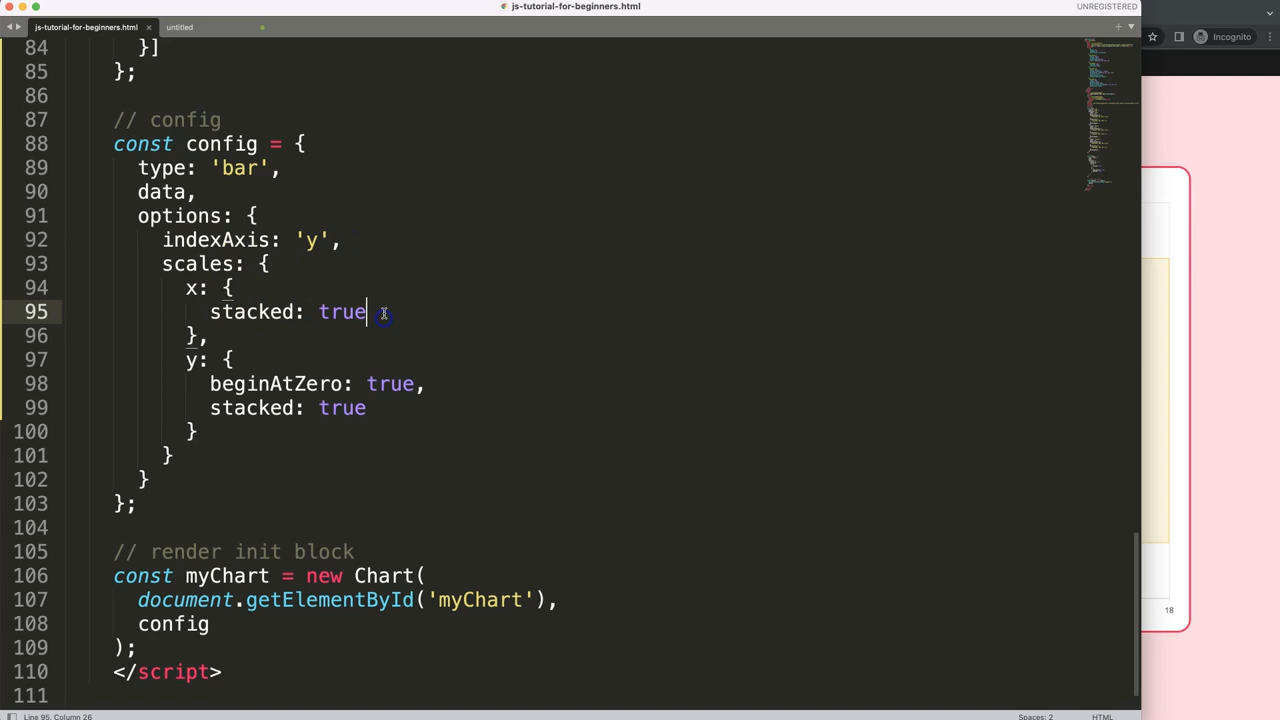 js-tutorial-for-beginners.html
UNREGISTERED
js-tutorial-for-beginners.html ×
untitled
Incognito
84 }]
85 };
86
87 // config
88 const config = {
89 type: 'bar',
90 data,
91 options: {
92 indexAxis: 'y',
93 scales: {
94 x: {
95 stacked: true
96 },
97 y: {
98 beginAtZero: true,
99 stacked: true
100 }
101 }
102 }
103 };
104
105 // render init block
106 const myChart = new Chart(
107 document.getElementById('myChart'),
108 config
109 );
110 </script>
111
18
Line 95, Column 26
Spaces: 2
HTML